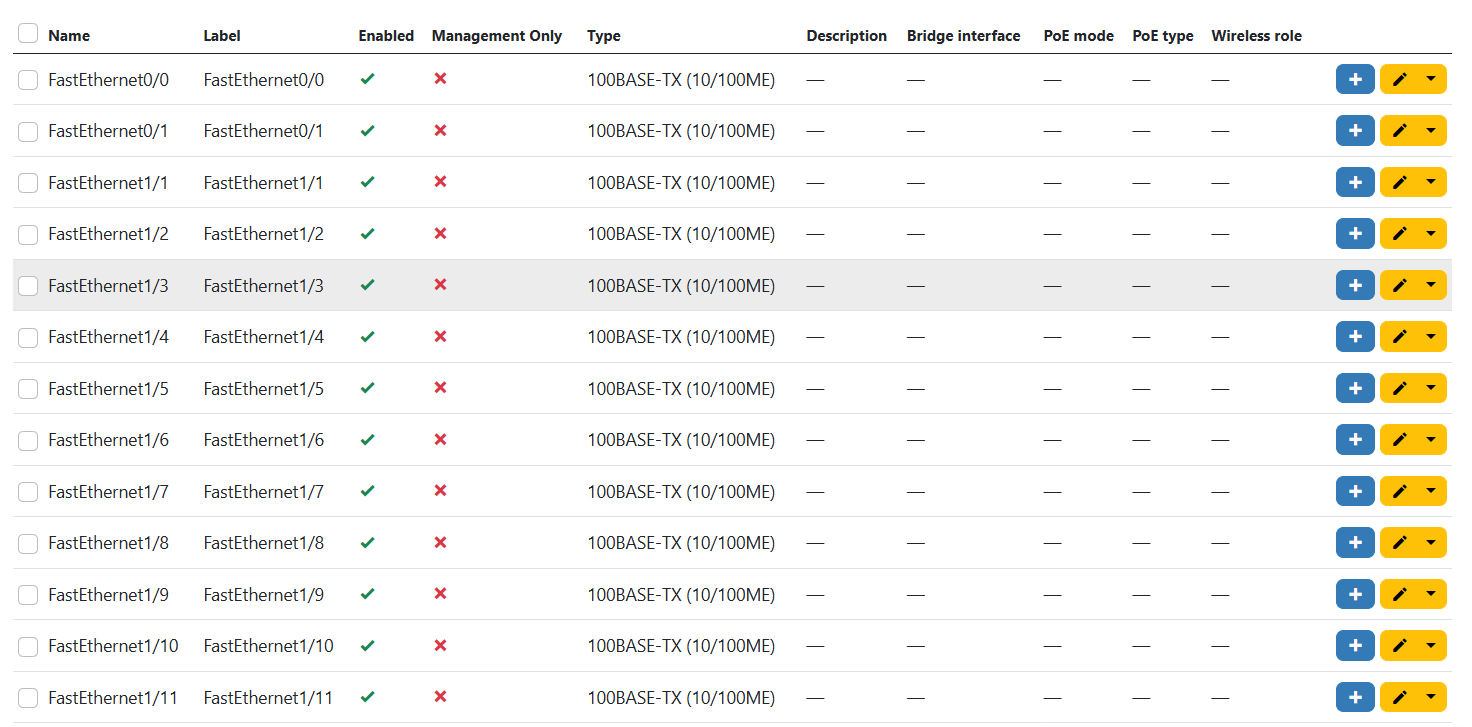 Name Label Enabled Management Only Type Description Bridge interface PoE mode PoE type Wireless role
FastEthernet0/0 FastEthernet0/0 100BASE-TX (10/100ME) — — — — —
FastEthernet0/1 FastEthernet0/1 100BASE-TX (10/100ME) — — — — —
FastEthernet1/1 FastEthernet1/1 100BASE-TX (10/100ME) — — — — —
FastEthernet1/2 FastEthernet1/2 100BASE-TX (10/100ME) — — — — —
FastEthernet1/3 FastEthernet1/3 100BASE-TX (10/100ME) — — — — —
FastEthernet1/4 FastEthernet1/4 100BASE-TX (10/100ME) — — — — —
FastEthernet1/5 FastEthernet1/5 100BASE-TX (10/100ME) — — — — —
FastEthernet1/6 FastEthernet1/6 100BASE-TX (10/100ME) — — — — —
FastEthernet1/7 FastEthernet1/7 100BASE-TX (10/100ME) — — — — —
FastEthernet1/8 FastEthernet1/8 100BASE-TX (10/100ME) — — — — —
FastEthernet1/9 FastEthernet1/9 100BASE-TX (10/100ME) — — — — —
FastEthernet1/10 FastEthernet1/10 100BASE-TX (10/100ME) — — — — —
FastEthernet1/11 FastEthernet1/11 100BASE-TX (10/100ME) — — — — —